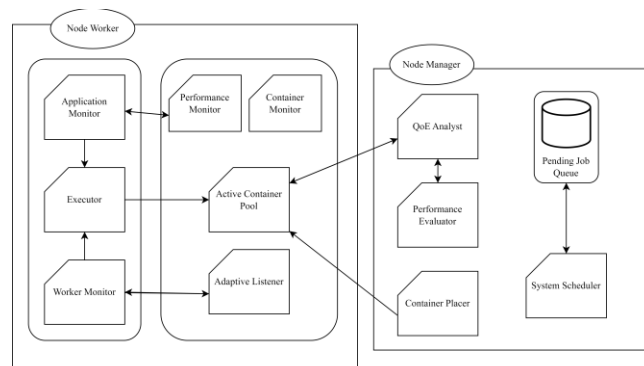 Node Worker
Node Manager
Application
Monitor
Performance
Monitor
Container
Monitor
QoE Analyst
Pending Job
Queue
Executor
Active Container
Pool
Performance
Evaluator
Worker Monitor
Adaptive Listener
Container Placer
System Scheduler